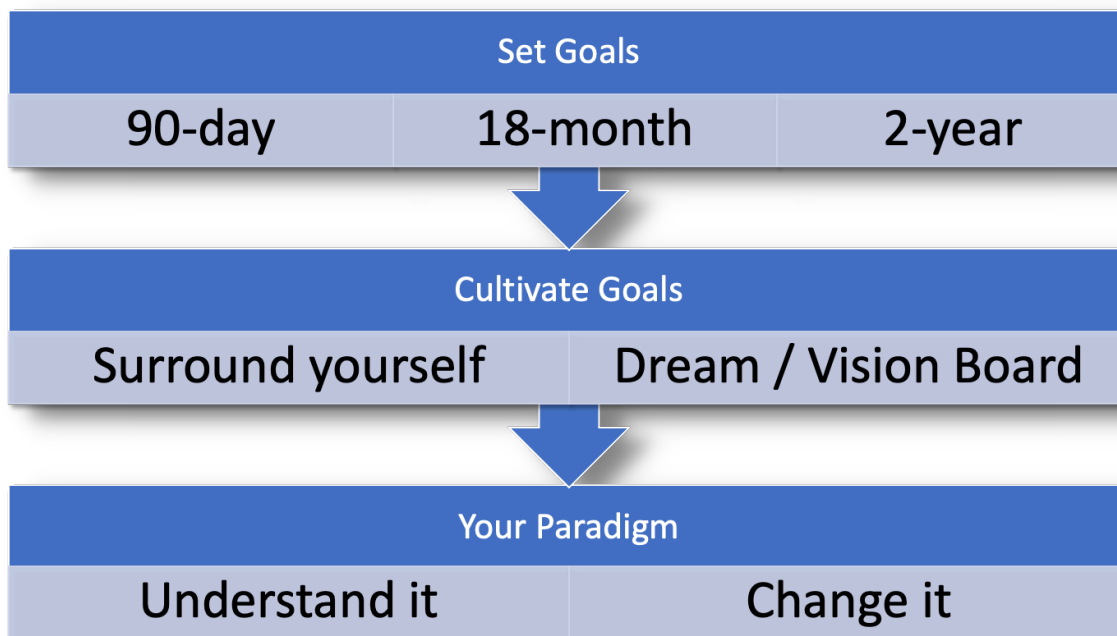 Set Goals
90-day 18-month 2-year
Cultivate Goals
Surround yourself Dream / Vision Board
Your Paradigm
Understand it Change it